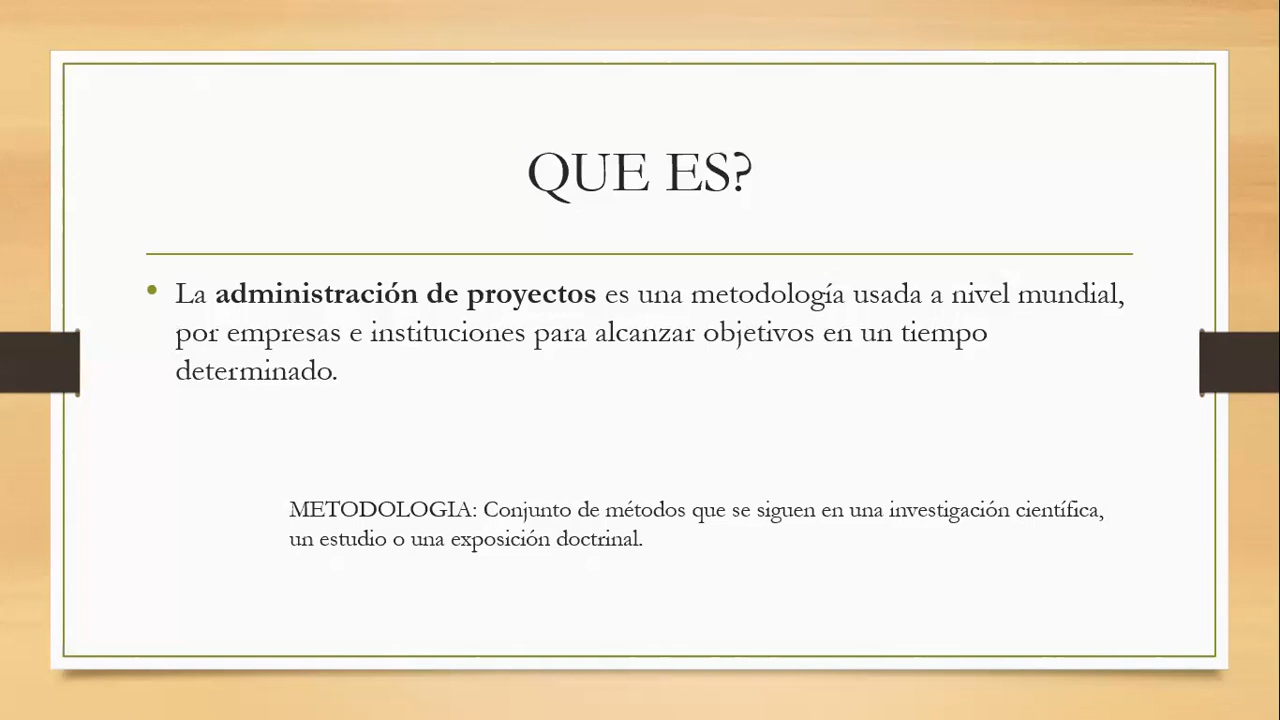 QUE ES?
• La administración de proyectos es una metodología usada a nivel mundial,
por empresas e instituciones para alcanzar objetivos en un tiempo
determinado.
METODOLOGIA: Conjunto de métodos que se siguen en una investigación científica,
un estudio o una exposición doctrinal.